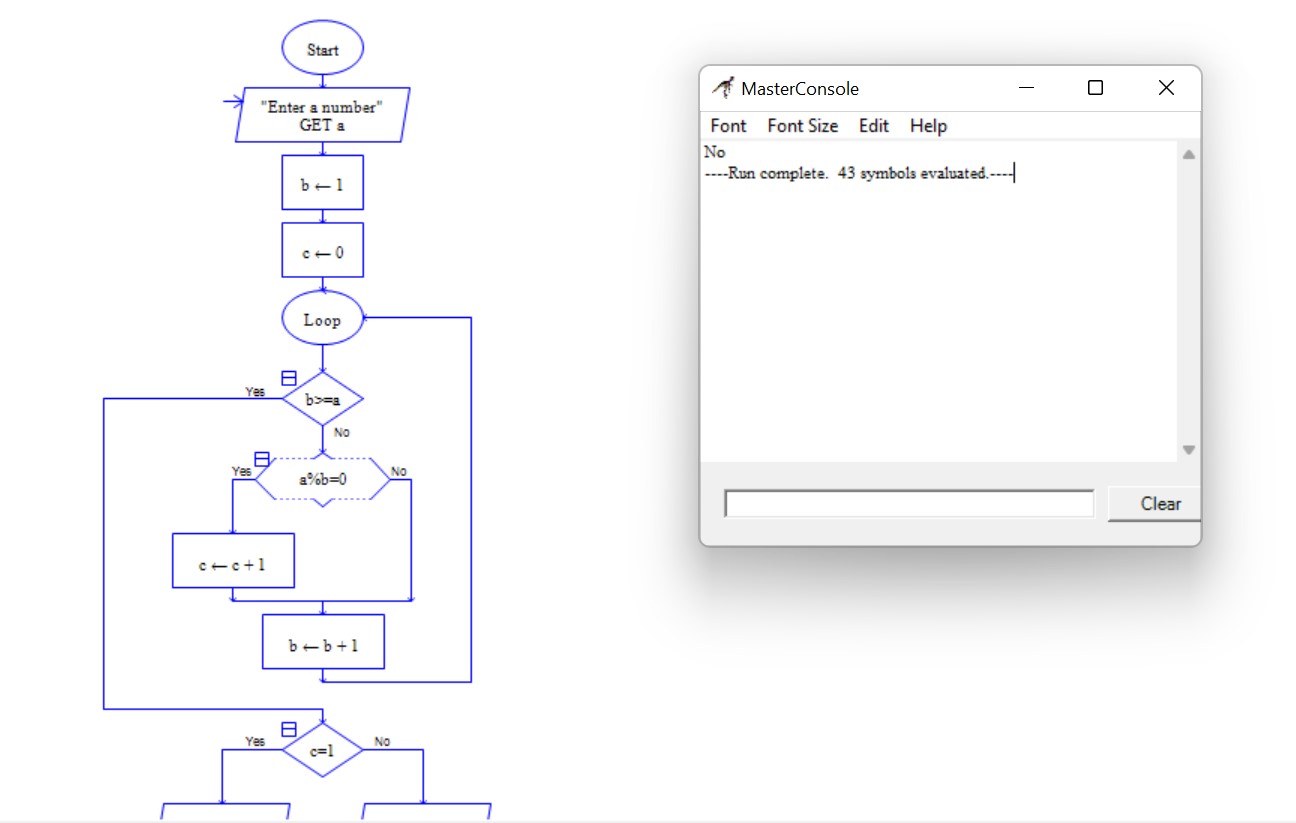 Start
"Enter a number"
GET a
b ← 1
c ← 0
Loop
Yes
b>=a
No
Yes
a%b=0
No
c ← c + 1
b ← b + 1
Yes
c=1
No
MasterConsole
Font Font Size Edit Help
No
----Run complete. 43 symbols evaluated.----
Clear